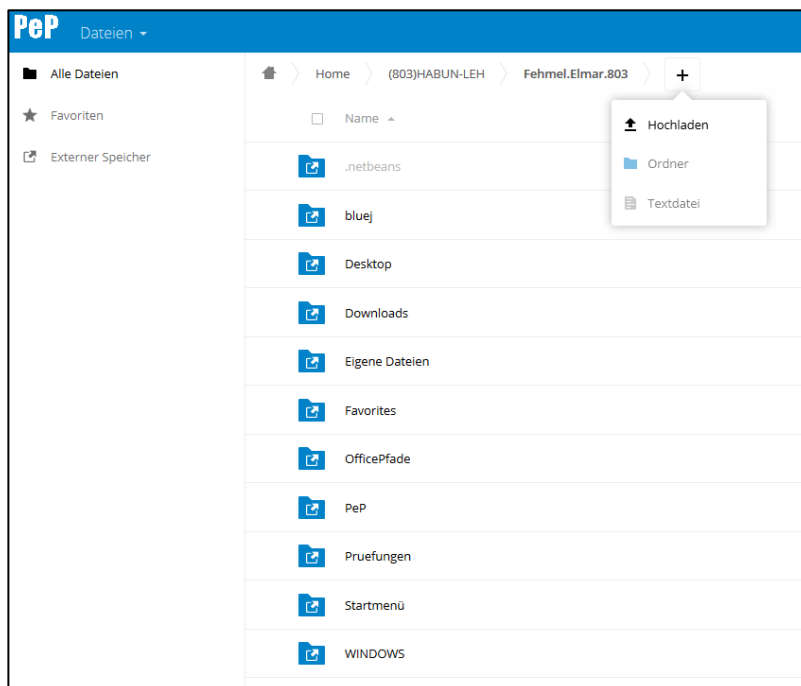 PeP Dateien
Alle Dateien
Favoriten
Externer Speicher
Home (803)HABUN-LEH Fehmel.Elmar.803 +
Name
Hochladen
Ordner
Textdatei
.netbeans
bluej
Desktop
Downloads
Eigene Dateien
Favorites
OfficePfade
PeP
Pruefungen
Startmenü
WINDOWS